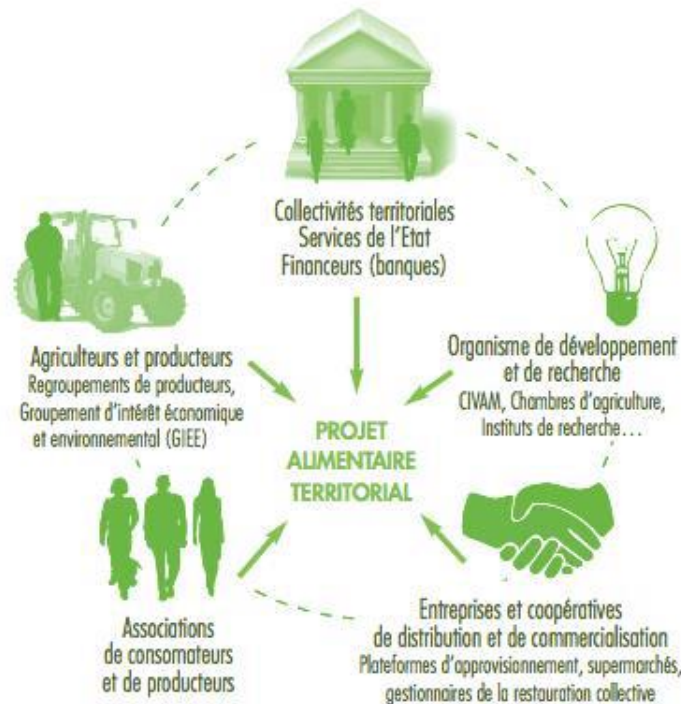 Collectivités territoriales
Services de l'Etat
Financeurs (banques)
Agriculteurs et producteurs
Regroupements de producteurs,
Groupement d'intérêt économique
et environnemental (GIEE)
Organisme de développement
et de recherche
CIVAM, Chambres d'agriculture,
Instituts de recherche...
PROJET
ALIMENTAIRE
TERRITORIAL
Associations
de consomateurs
et de producteurs
Entreprises et coopératives
de distribution et de commercialisation
Plateformes d'approvisionnement, supermarchés,
gestionnaires de la restauration collective